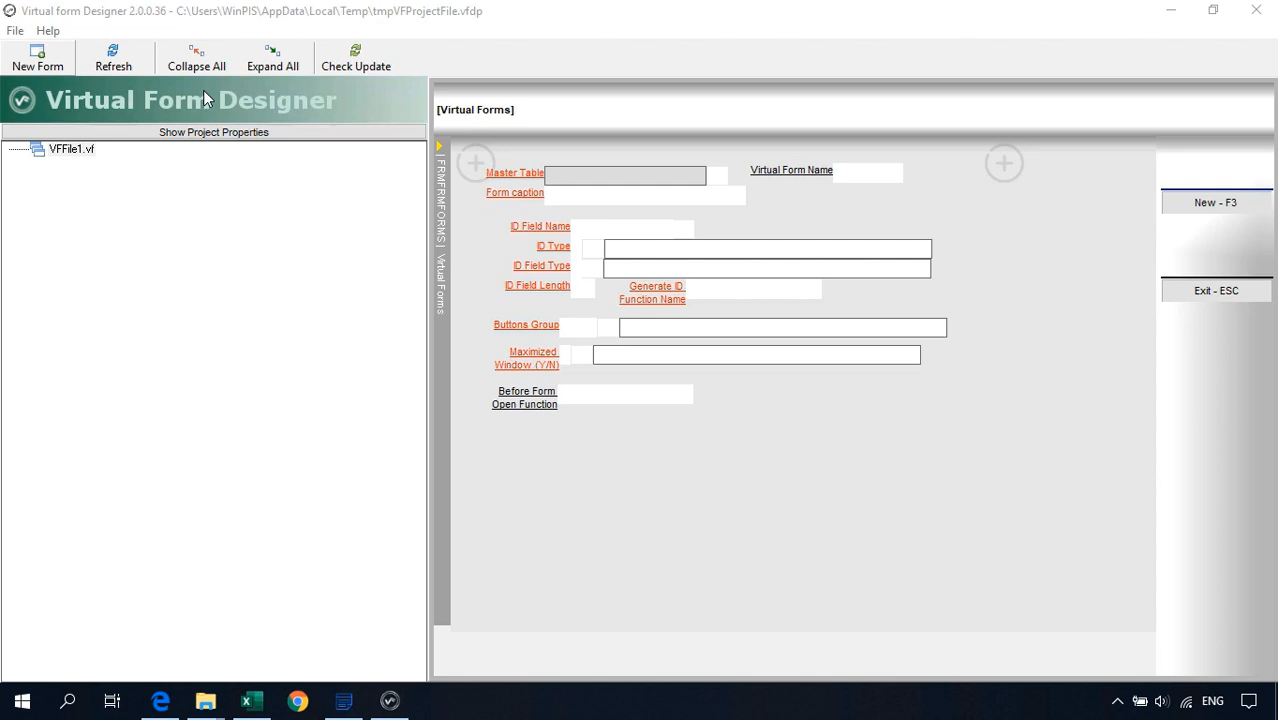 Virtual form Designer 2.0.0.36 - C:\Users\WinPIS\AppData\Local\Temp\tmpVFProjectFile.vfdp
File Help
New Form Refresh Collapse All Expand All Check Update
Virtual Form Designer
Show Project Properties
VFFile1.vf
[Virtual Forms]
| FRMFRMFORMS | Virtual Forms
Master Table Virtual Form Name
Form caption
ID Field Name
ID Type
ID Field Type
ID Field Length Generate ID
Function Name
Buttons Group
Maximized
Window (Y/N)
Before Form
Open Function
New - F3
Exit - ESC
ENG